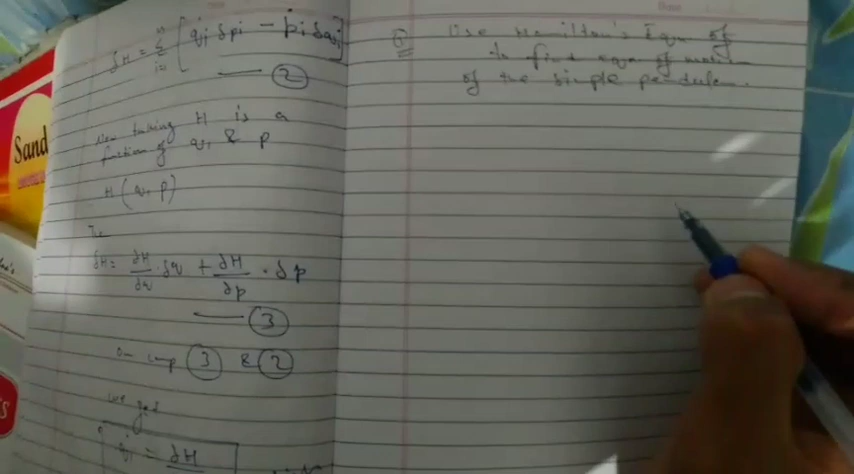 δH = Σ [ q̇i δpi − ṗi δqi ]
② 
Now taking H is a
function of q, & p
H (q, p)
δH = ∂H/∂q · δq + ∂H/∂p · δp
③
On comp ③ & ②
we get
q̇i = ∂H
Q Use Hamilton's Eqn of
to find eqn of motion
of the simple pendulum.
Sand